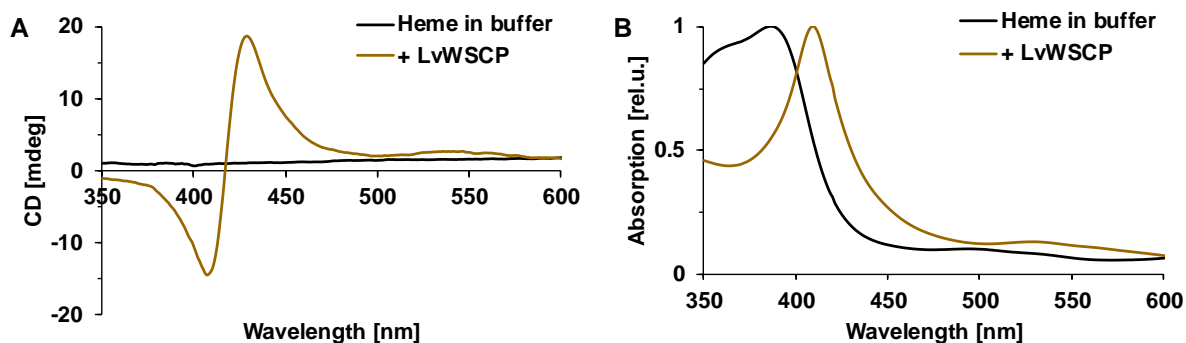 A
CD [mdeg]
20
10
0
-10
-20
350 400 450 500 550 600
Wavelength [nm]
Heme in buffer
+ LvWSCP
B
Absorption [rel.u.]
1
0.5
0
350 400 450 500 550 600
Wavelength [nm]
Heme in buffer
+ LvWSCP